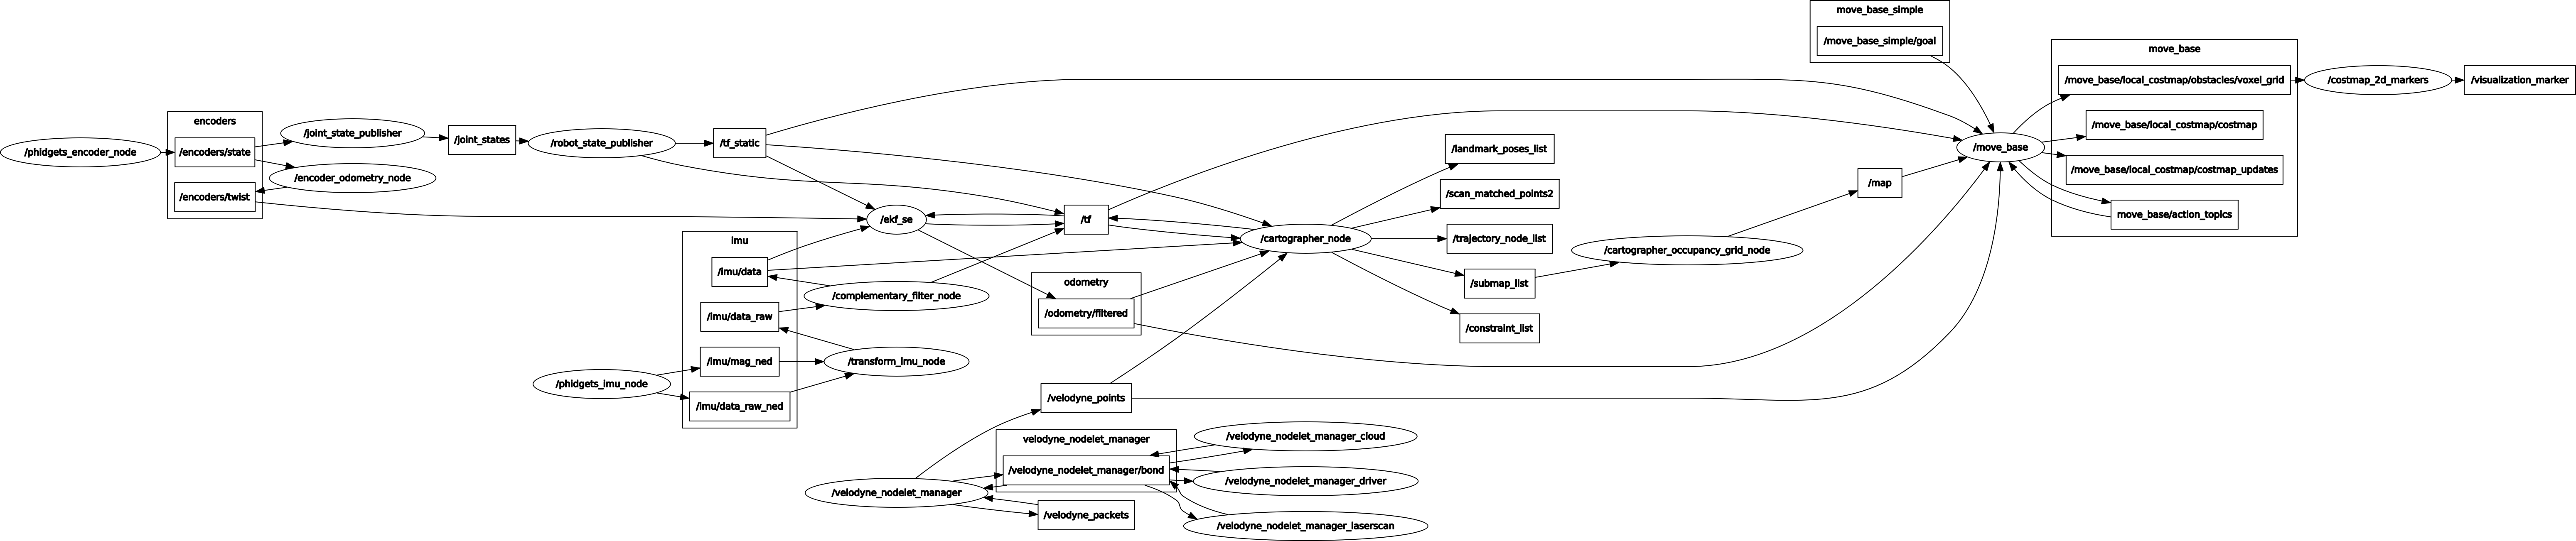 move_base_simple
/move_base_simple/goal
move_base
/move_base/local_costmap/obstacles/voxel_grid
/costmap_2d_markers
/visualization_marker
/move_base/local_costmap/costmap
/move_base
/move_base/local_costmap/costmap_updates
move_base/action_topics
encoders
/phidgets_encoder_node
/encoders/state
/encoders/twist
/joint_state_publisher
/encoder_odometry_node
/joint_states
/robot_state_publisher
/tf_static
/ekf_se
/tf
/landmark_poses_list
/scan_matched_points2
/cartographer_node
/trajectory_node_list
/submap_list
/constraint_list
/cartographer_occupancy_grid_node
/map
imu
/imu/data
/imu/data_raw
/imu/mag_ned
/imu/data_raw_ned
/complementary_filter_node
/transform_imu_node
/phidgets_imu_node
odometry
/odometry/filtered
/velodyne_points
velodyne_nodelet_manager
/velodyne_nodelet_manager/bond
/velodyne_nodelet_manager
/velodyne_packets
/velodyne_nodelet_manager_cloud
/velodyne_nodelet_manager_driver
/velodyne_nodelet_manager_laserscan